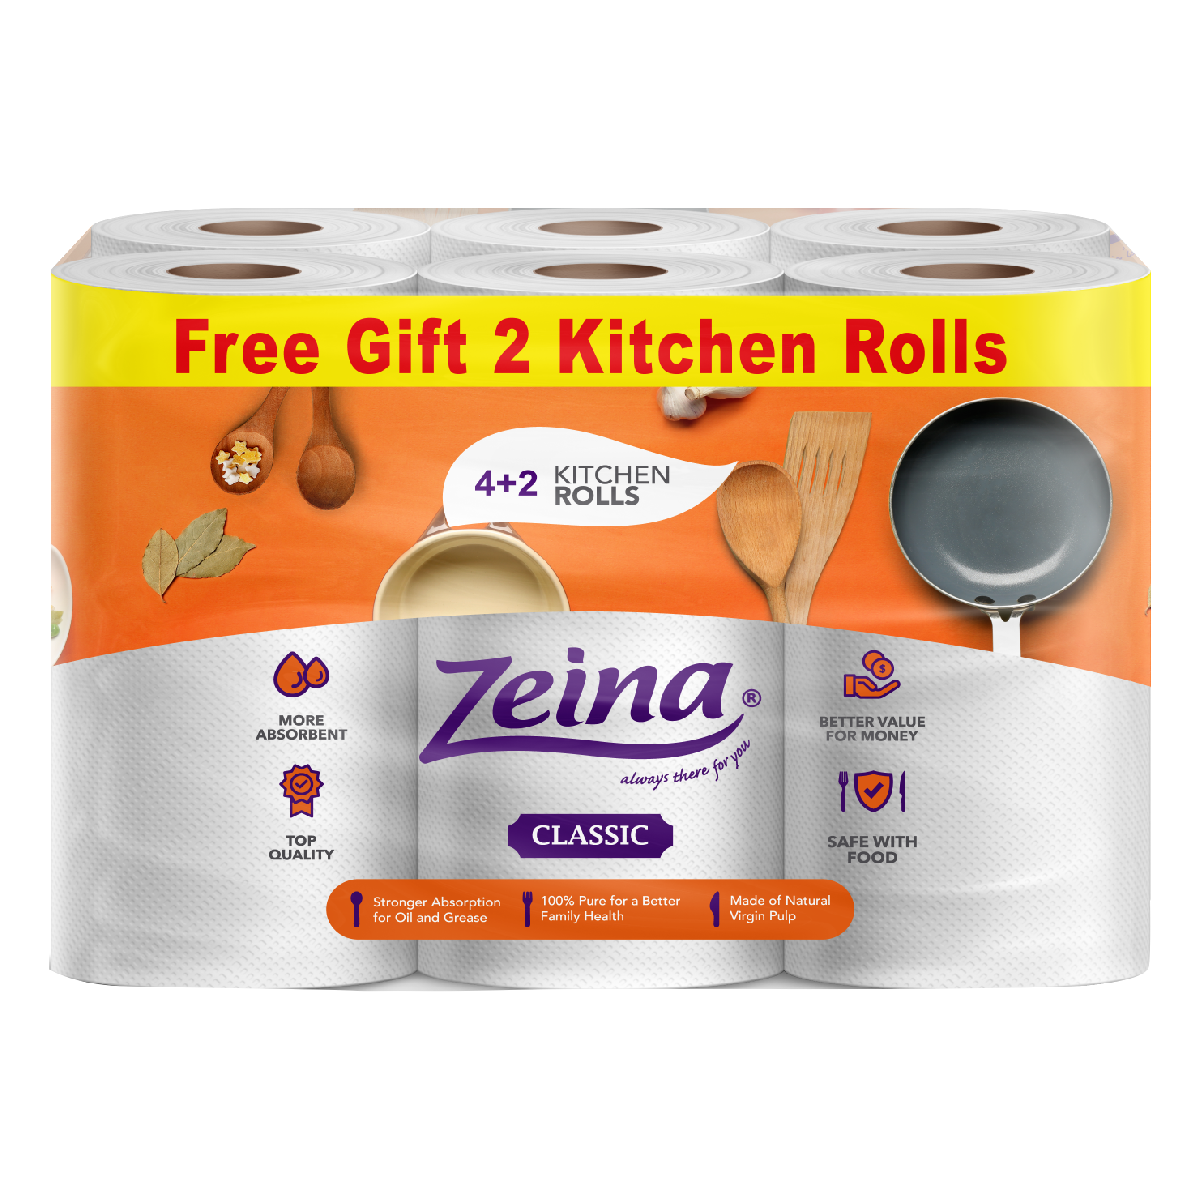 Free Gift 2 Kitchen Rolls
4+2 KITCHEN
ROLLS
Zeina ®
always there for you
CLASSIC
MORE
ABSORBENT
TOP
QUALITY
BETTER VALUE
FOR MONEY
SAFE WITH
FOOD
Stronger Absorption
for Oil and Grease
100% Pure for a Better
Family Health
Made of Natural
Virgin Pulp